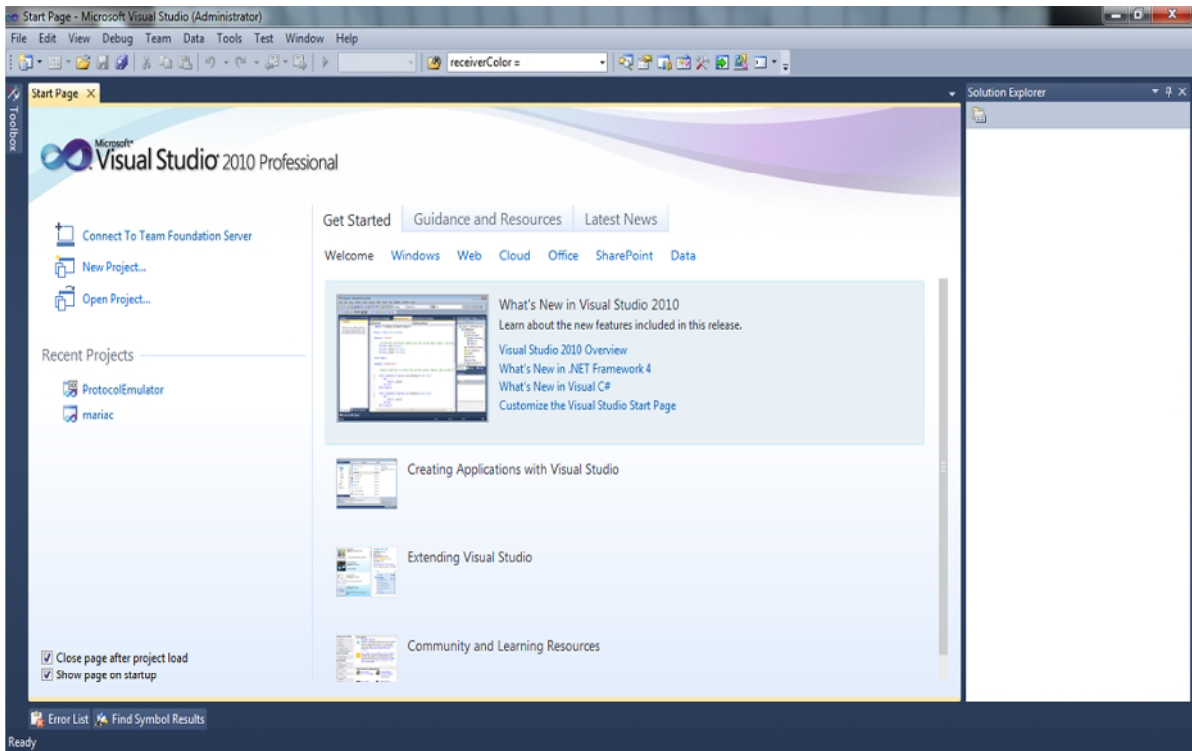 Start Page - Microsoft Visual Studio (Administrator)
File Edit View Debug Team Data Tools Test Window Help
receiverColor =
Toolbox
Start Page
Solution Explorer
Microsoft®
Visual Studio® 2010 Professional
Connect To Team Foundation Server
New Project...
Open Project...
Recent Projects
ProtocolEmulator
mariac
Get Started Guidance and Resources Latest News
Welcome Windows Web Cloud Office SharePoint Data
What's New in Visual Studio 2010
Learn about the new features included in this release.
Visual Studio 2010 Overview
What's New in .NET Framework 4
What's New in Visual C#
Customize the Visual Studio Start Page
Creating Applications with Visual Studio
Extending Visual Studio
Community and Learning Resources
Close page after project load
Show page on startup
Error List Find Symbol Results
Ready